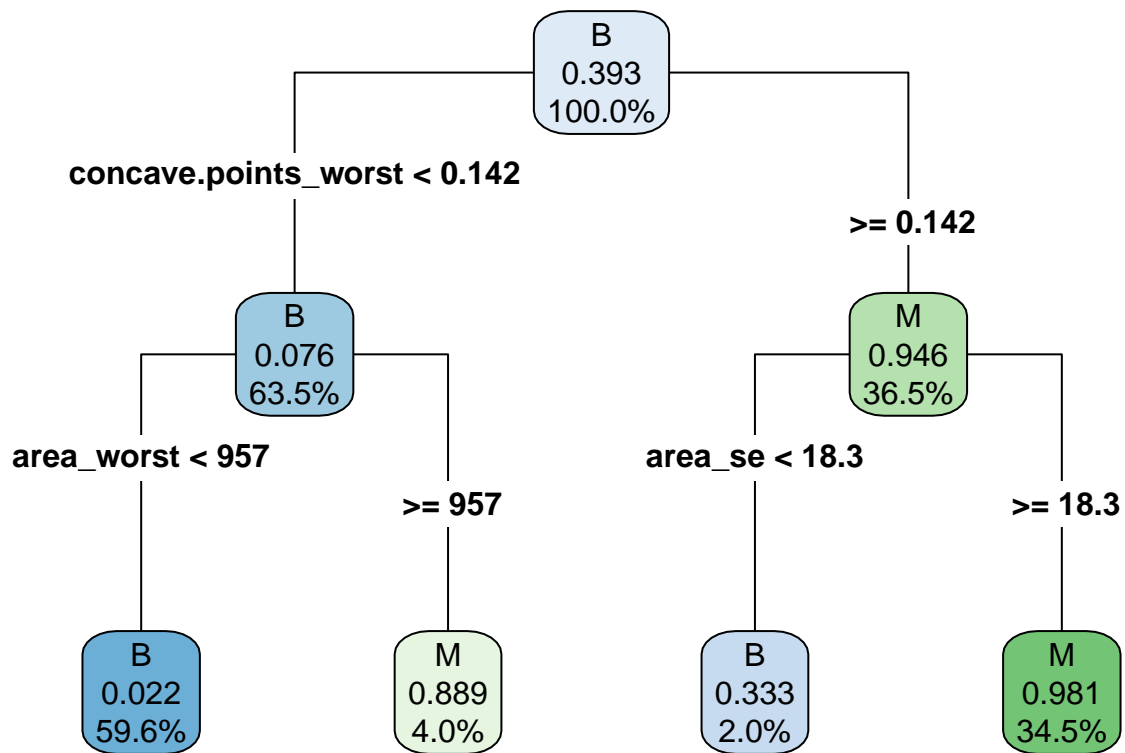 B
0.393
100.0%
concave.points_worst < 0.142
>= 0.142
B
0.076
63.5%
M
0.946
36.5%
area_worst < 957
>= 957
area_se < 18.3
>= 18.3
B
0.022
59.6%
M
0.889
4.0%
B
0.333
2.0%
M
0.981
34.5%